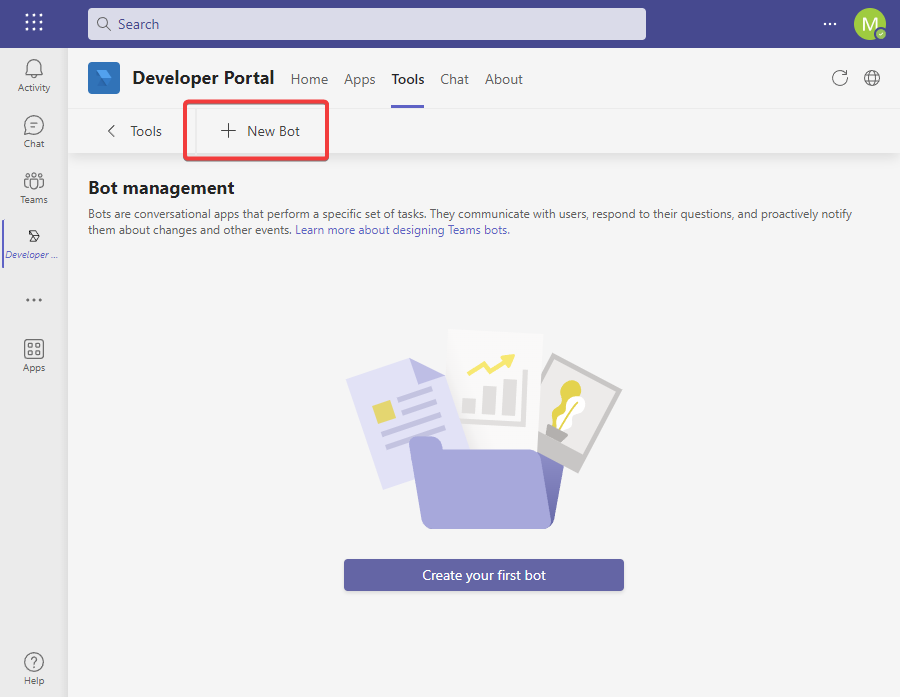 Search
M
Activity
Chat
Teams
Developer ...
Apps
Help
Developer Portal Home Apps Tools Chat About
Tools New Bot
Bot management
Bots are conversational apps that perform a specific set of tasks. They communicate with users, respond to their questions, and proactively notify
them about changes and other events. Learn more about designing Teams bots.
Create your first bot